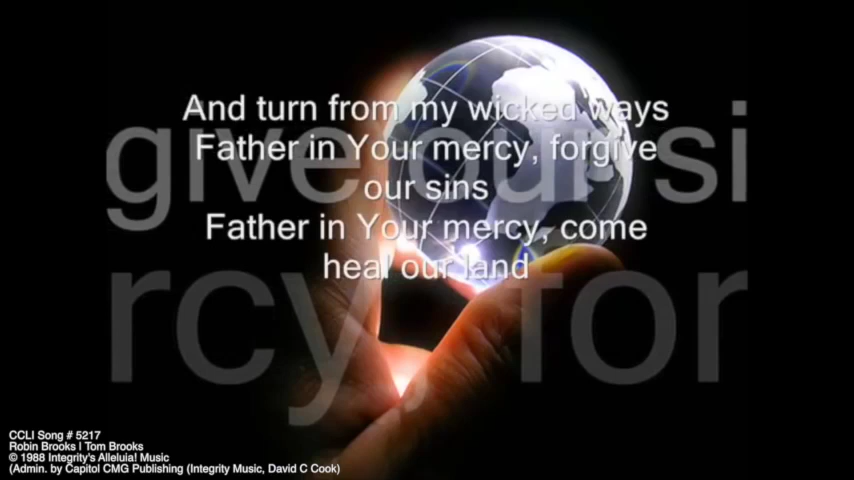 And turn from my wicked ways
Father in Your mercy, forgive
our sins
Father in Your mercy, come
heal our land
give our si
rcy, for
CCLI Song # 5217
Robin Brooks | Tom Brooks
© 1988 Integrity's Alleluia! Music
(Admin. by Capitol CMG Publishing (Integrity Music, David C Cook)